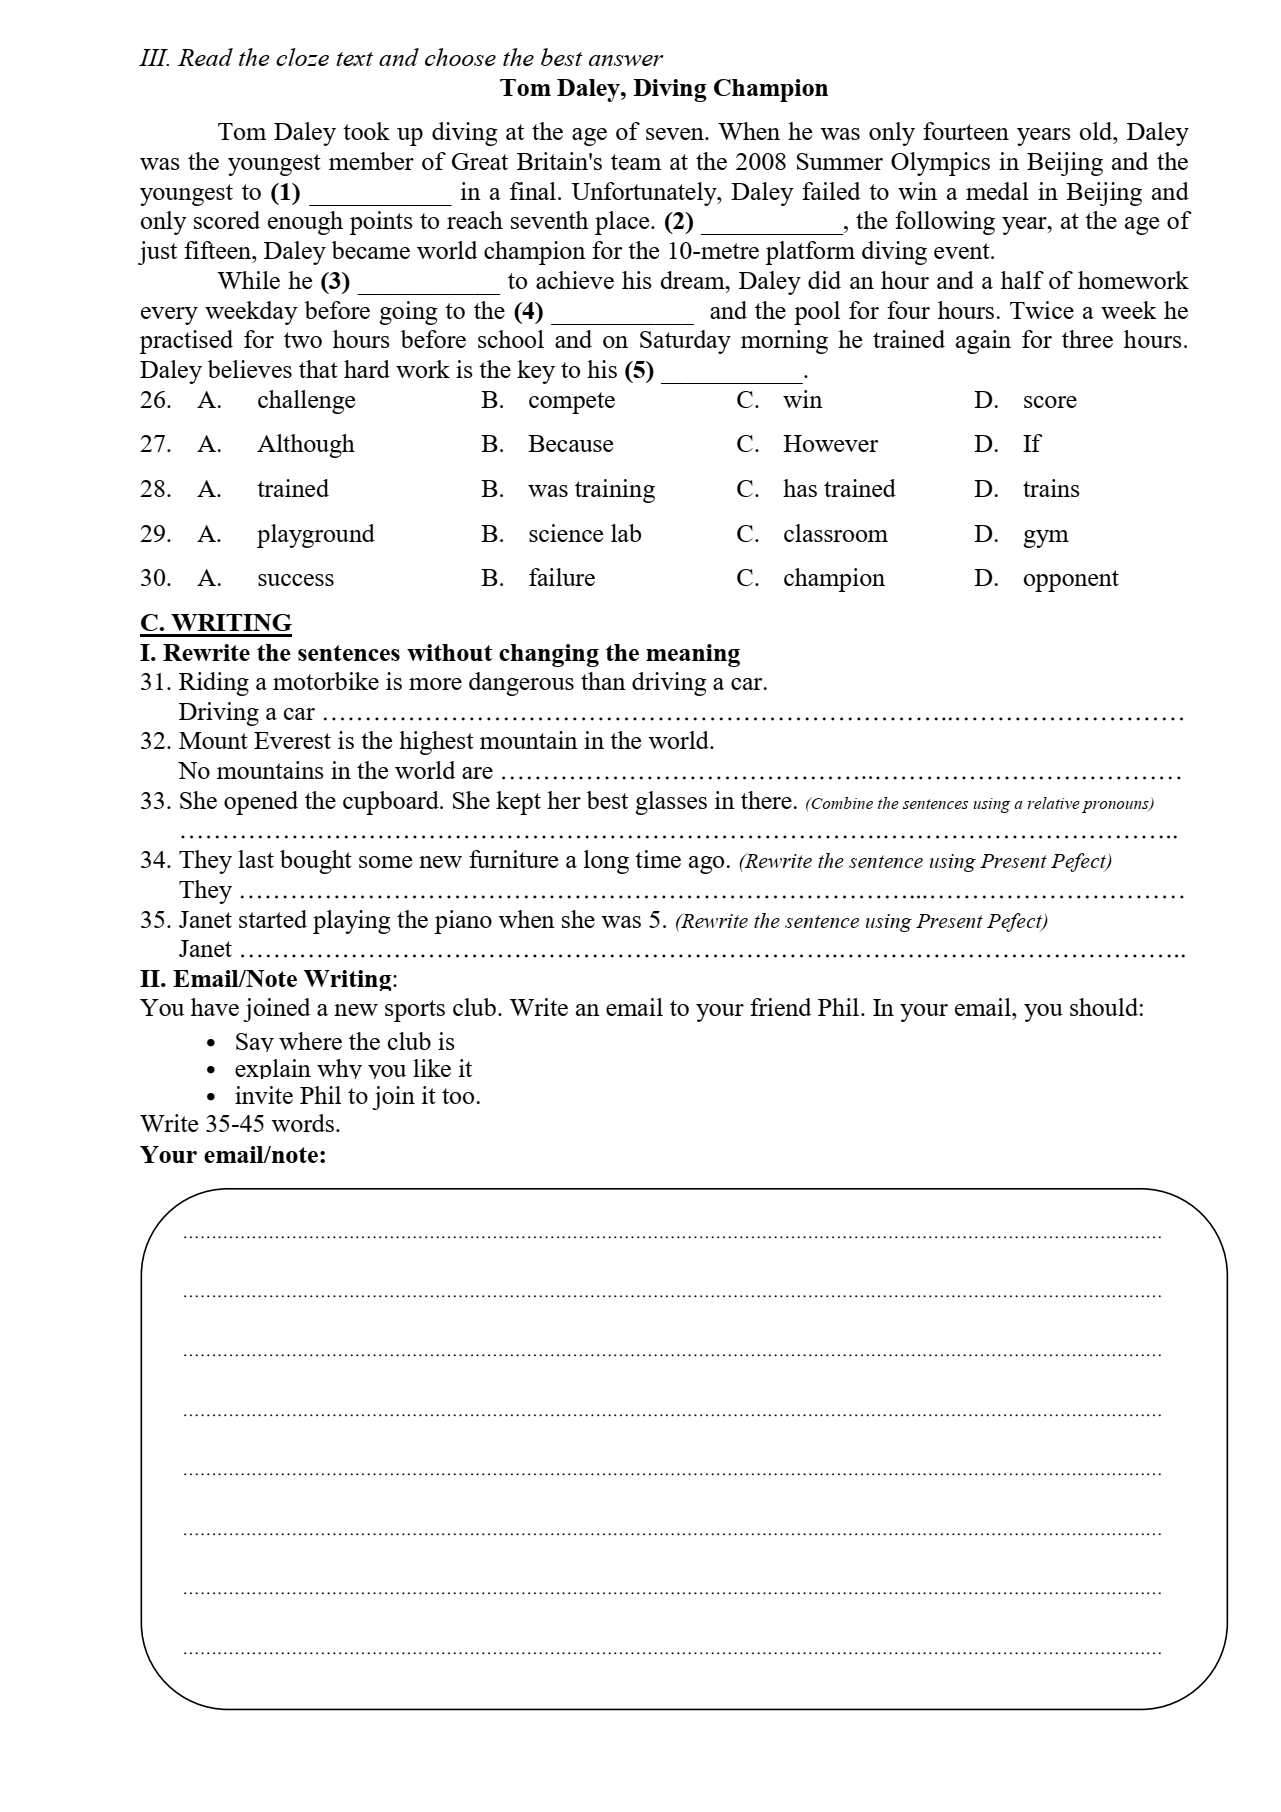 III. Read the cloze text and choose the best answer
Tom Daley, Diving Champion
Tom Daley took up diving at the age of seven. When he was only fourteen years old, Daley
was the youngest member of Great Britain's team at the 2008 Summer Olympics in Beijing and the
youngest to (1) ___________ in a final. Unfortunately, Daley failed to win a medal in Beijing and
only scored enough points to reach seventh place. (2) ___________, the following year, at the age of
just fifteen, Daley became world champion for the 10-metre platform diving event.
While he (3) ___________ to achieve his dream, Daley did an hour and a half of homework
every weekday before going to the (4) ___________ and the pool for four hours. Twice a week he
practised for two hours before school and on Saturday morning he trained again for three hours.
Daley believes that hard work is the key to his (5) ___________.
26. A. challenge B. compete C. win D. score
27. A. Although B. Because C. However D. If
28. A. trained B. was training C. has trained D. trains
29. A. playground B. science lab C. classroom D. gym
30. A. success B. failure C. champion D. opponent
C. WRITING
I. Rewrite the sentences without changing the meaning
31. Riding a motorbike is more dangerous than driving a car.
Driving a car ………………………………………………………………..………………………
32. Mount Everest is the highest mountain in the world.
No mountains in the world are ……………………………………..………………………………
33. She opened the cupboard. She kept her best glasses in there. (Combine the sentences using a relative pronouns)
……………………………………………………………………….……………………………..
34. They last bought some new furniture a long time ago. (Rewrite the sentence using Present Pefect)
They ……………………………………………………………………...…………………………
35. Janet started playing the piano when she was 5. (Rewrite the sentence using Present Pefect)
Janet …………………………………………………………….…………………………………..
II. Email/Note Writing:
You have joined a new sports club. Write an email to your friend Phil. In your email, you should:
• Say where the club is
• explain why you like it
• invite Phil to join it too.
Write 35-45 words.
Your email/note: